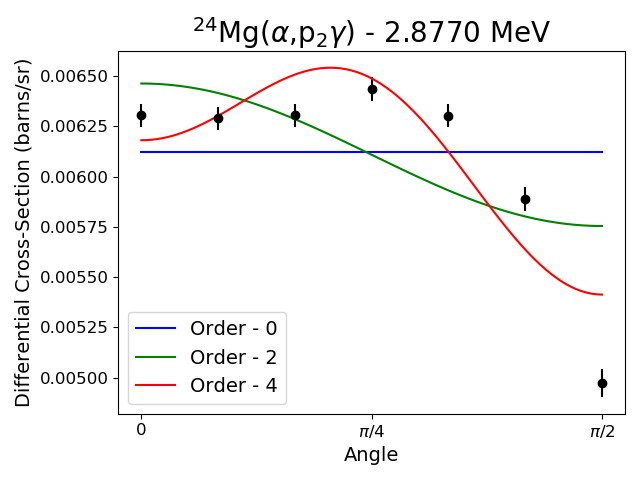 ²⁴Mg(α,p₂γ) - 2.8770 MeV
Differential Cross-Section (barns/sr)
0.00650
0.00625
0.00600
0.00575
0.00550
0.00525
0.00500
Order - 0
Order - 2
Order - 4
0
π/4
π/2
Angle